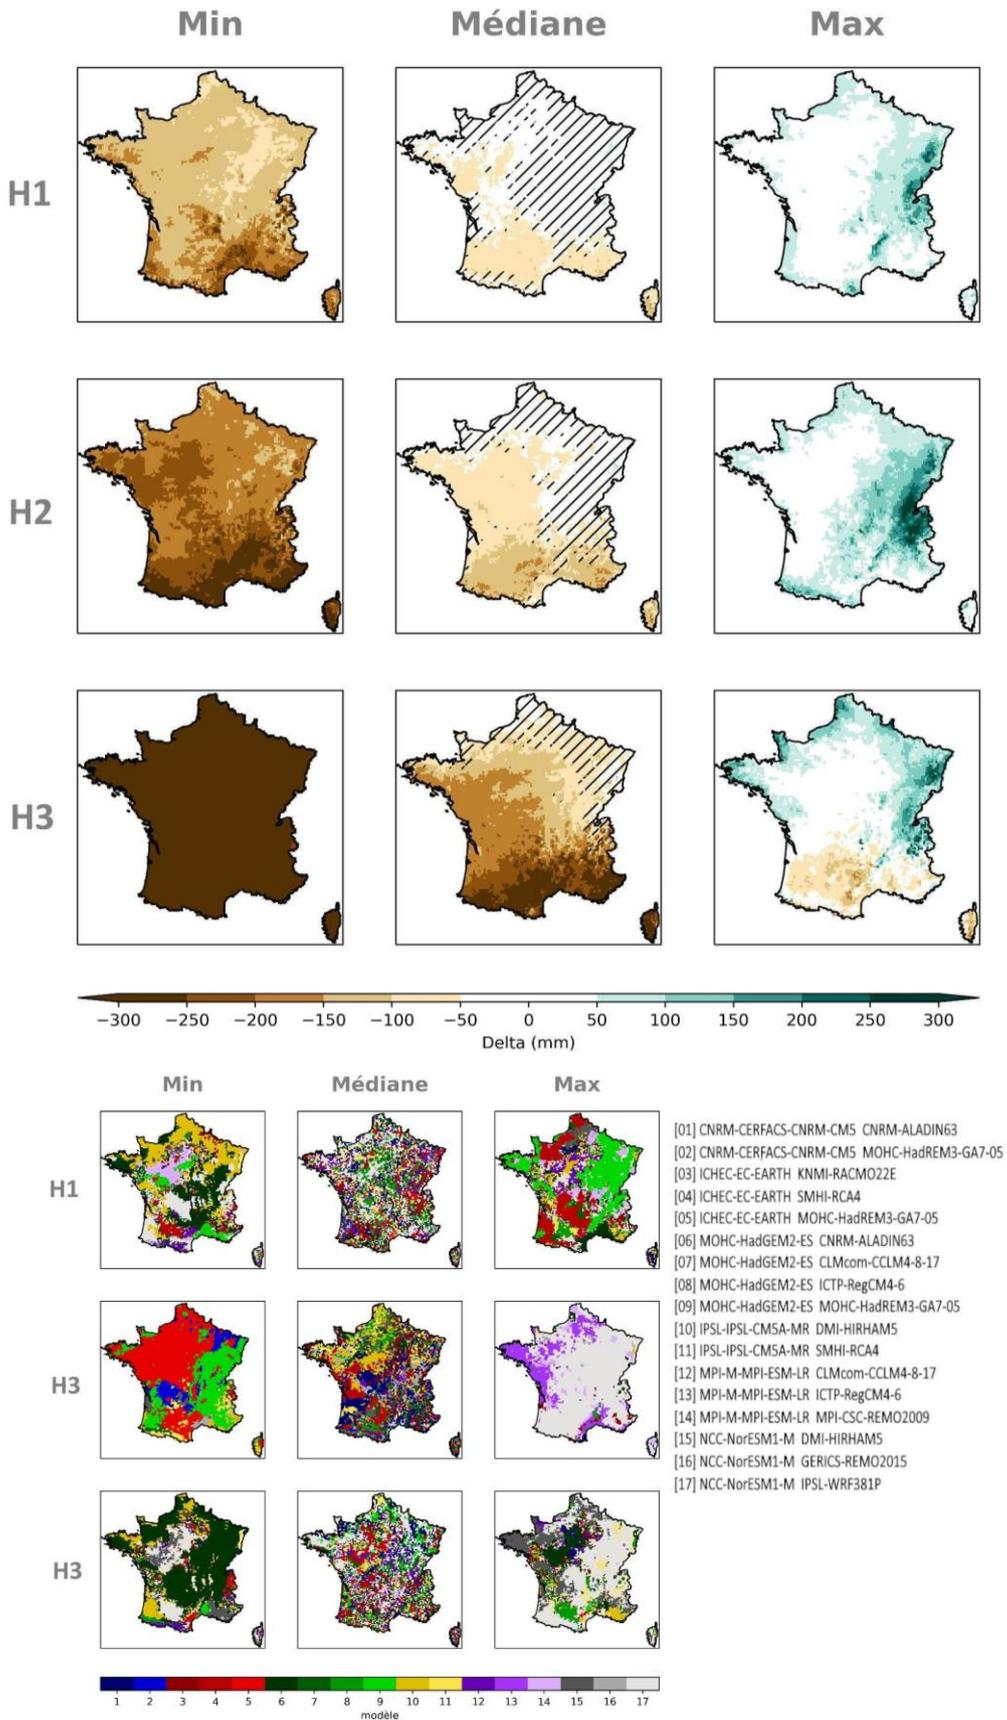 Min Médiane Max
H1
H2
H3
−300 −250 −200 −150 −100 −50 0 50 100 150 200 250 300
Delta (mm)
Min Médiane Max
H1
H3
H3
[01] CNRM-CERFACS-CNRM-CM5 CNRM-ALADIN63
[02] CNRM-CERFACS-CNRM-CM5 MOHC-HadREM3-GA7-05
[03] ICHEC-EC-EARTH KNMI-RACMO22E
[04] ICHEC-EC-EARTH SMHI-RCA4
[05] ICHEC-EC-EARTH MOHC-HadREM3-GA7-05
[06] MOHC-HadGEM2-ES CNRM-ALADIN63
[07] MOHC-HadGEM2-ES CLMcom-CCLM4-8-17
[08] MOHC-HadGEM2-ES ICTP-RegCM4-6
[09] MOHC-HadGEM2-ES MOHC-HadREM3-GA7-05
[10] IPSL-IPSL-CM5A-MR DMI-HIRHAM5
[11] IPSL-IPSL-CM5A-MR SMHI-RCA4
[12] MPI-M-MPI-ESM-LR CLMcom-CCLM4-8-17
[13] MPI-M-MPI-ESM-LR ICTP-RegCM4-6
[14] MPI-M-MPI-ESM-LR MPI-CSC-REMO2009
[15] NCC-NorESM1-M DMI-HIRHAM5
[16] NCC-NorESM1-M GERICS-REMO2015
[17] NCC-NorESM1-M IPSL-WRF381P
1 2 3 4 5 6 7 8 9 10 11 12 13 14 15 16 17
modèle